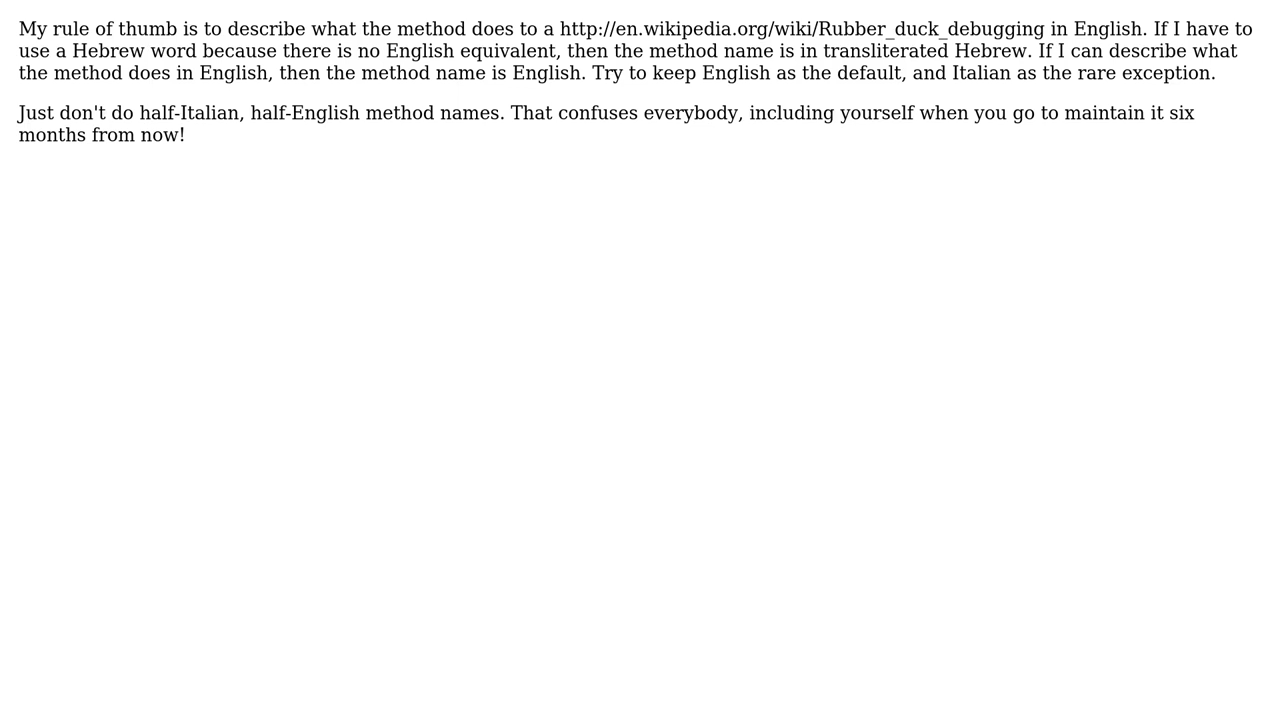 My rule of thumb is to describe what the method does to a http://en.wikipedia.org/wiki/Rubber_duck_debugging in English. If I have to
use a Hebrew word because there is no English equivalent, then the method name is in transliterated Hebrew. If I can describe what
the method does in English, then the method name is English. Try to keep English as the default, and Italian as the rare exception.
Just don't do half-Italian, half-English method names. That confuses everybody, including yourself when you go to maintain it six
months from now!